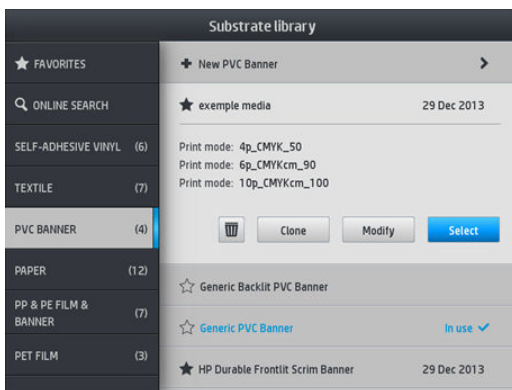 Substrate library
FAVORITES
ONLINE SEARCH
SELF-ADHESIVE VINYL (6)
TEXTILE (7)
PVC BANNER (4)
PAPER (12)
PP & PE FILM &
BANNER (7)
PET FILM (3)
New PVC Banner
exemple media 29 Dec 2013
Print mode: 4p_CMYK_50
Print mode: 6p_CMYKcm_90
Print mode: 10p_CMYKcm_100
Clone Modify Select
Generic Backlit PVC Banner
Generic PVC Banner In use
HP Durable Frontlit Scrim Banner 29 Dec 2013